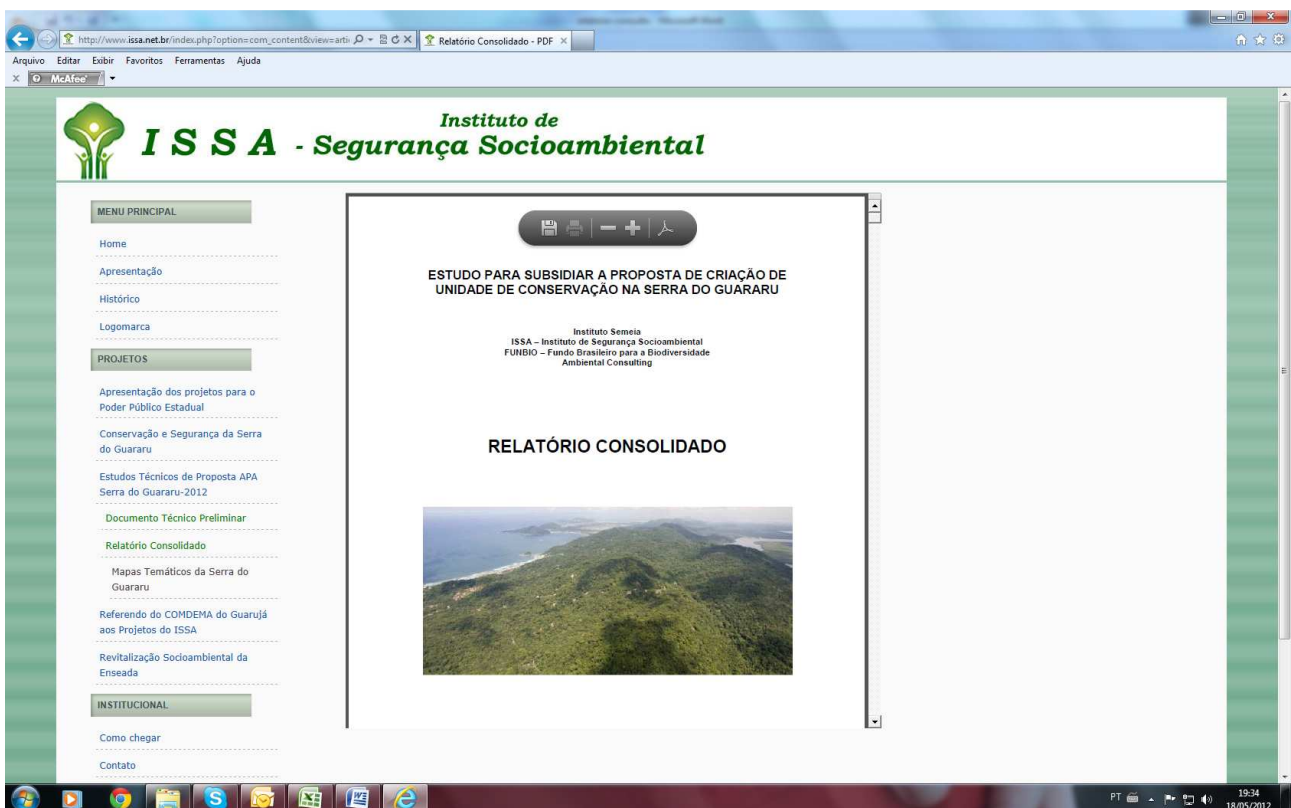 http://www.issa.net.br/index.php?option=com_content&view=arti
Relatório Consolidado - PDF
Arquivo Editar Exibir Favoritos Ferramentas Ajuda
x McAfee
Instituto de
ISSA - Segurança Socioambiental
MENU PRINCIPAL
Home
Apresentação
Histórico
Logomarca
PROJETOS
Apresentação dos projetos para o
Poder Público Estadual
Conservação e Segurança da Serra
do Guararu
Estudos Técnicos de Proposta APA
Serra do Guararu-2012
Documento Técnico Preliminar
Relatório Consolidado
Mapas Temáticos da Serra do
Guararu
Referendo do COMDEMA do Guarujá
aos Projetos do ISSA
Revitalização Socioambiental da
Enseada
INSTITUCIONAL
Como chegar
Contato
ESTUDO PARA SUBSIDIAR A PROPOSTA DE CRIAÇÃO DE
UNIDADE DE CONSERVAÇÃO NA SERRA DO GUARARU
Instituto Semeia
ISSA – Instituto de Segurança Socioambiental
FUNBIO – Fundo Brasileiro para a Biodiversidade
Ambiental Consulting
RELATÓRIO CONSOLIDADO
PT
19:34
18/05/2012